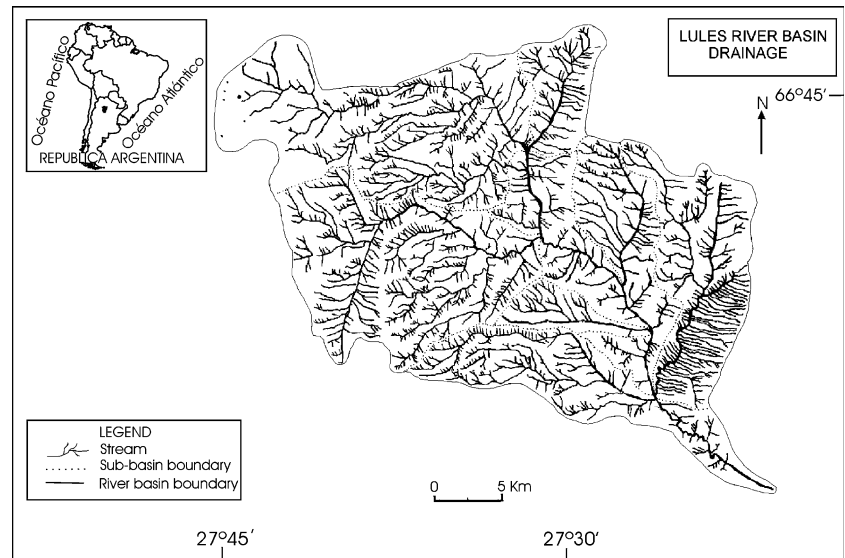 Océano Pacífico
Océano Atlántico
REPUBLICA ARGENTINA
LULES RIVER BASIN
DRAINAGE
66°45′
N
LEGEND
Stream
Sub-basin boundary
River basin boundary
0 5 Km
27°45′ 27°30′